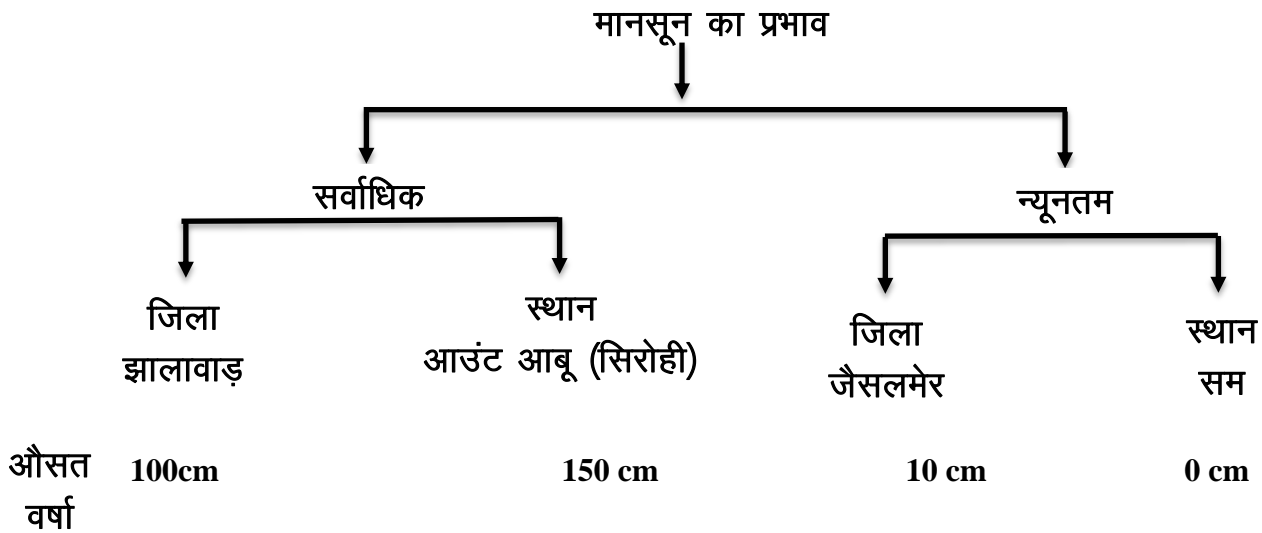 मानसून का प्रभाव
सर्वाधिक
न्यूनतम
जिला
झालावाड़
स्थान
आउंट आबू (सिरोही)
जिला
जैसलमेर
स्थान
सम
औसत
वर्षा
100cm
150 cm
10 cm
0 cm